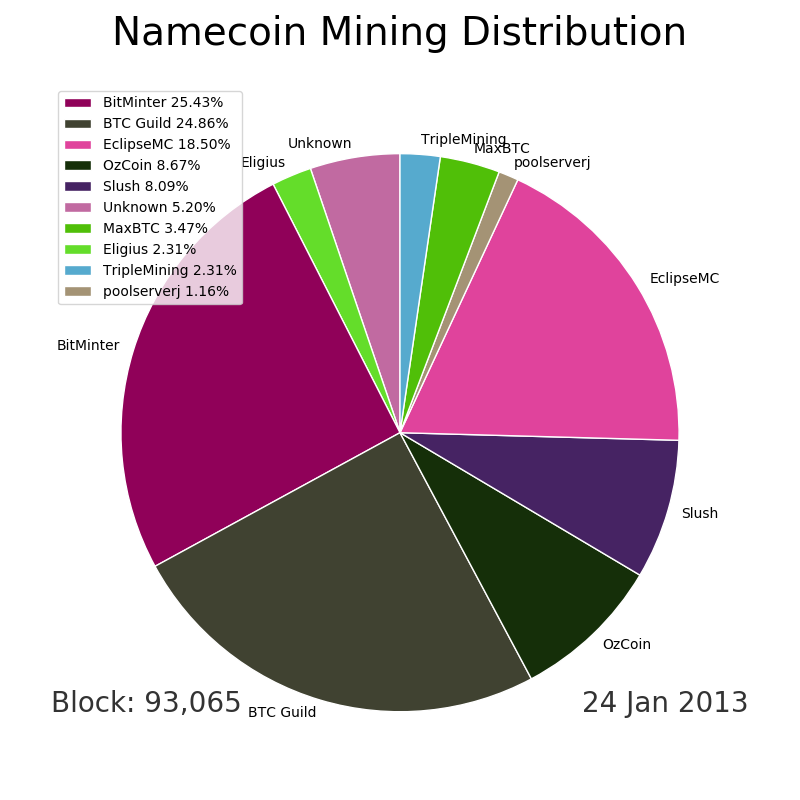 Namecoin Mining Distribution
BitMinter 25.43%
BTC Guild 24.86%
EclipseMC 18.50%
OzCoin 8.67%
Slush 8.09%
Unknown 5.20%
MaxBTC 3.47%
Eligius 2.31%
TripleMining 2.31%
poolserverj 1.16%
TripleMining
MaxBTC
poolserverj
Unknown
Eligius
EclipseMC
BitMinter
Slush
OzCoin
BTC Guild
Block: 93,065
24 Jan 2013